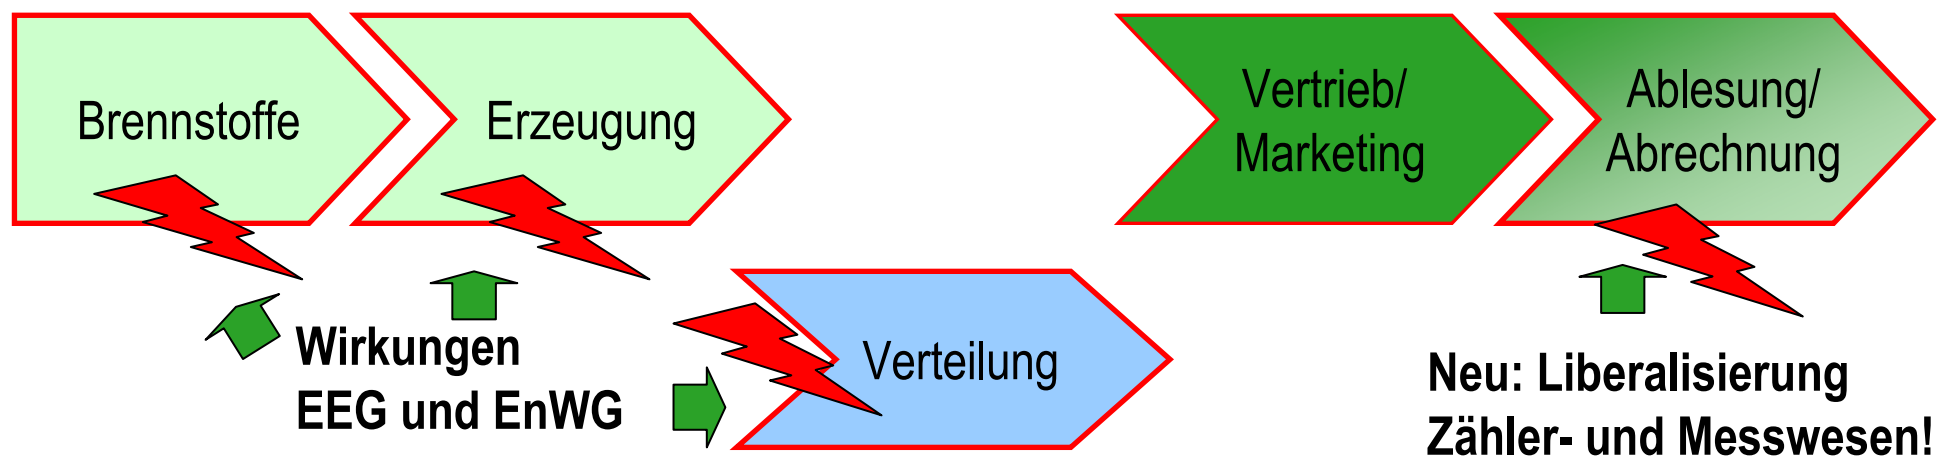 Brennstoffe
Erzeugung
Vertrieb/
Marketing
Ablesung/
Abrechnung
Wirkungen
EEG und EnWG
Verteilung
Neu: Liberalisierung
Zähler- und Messwesen!